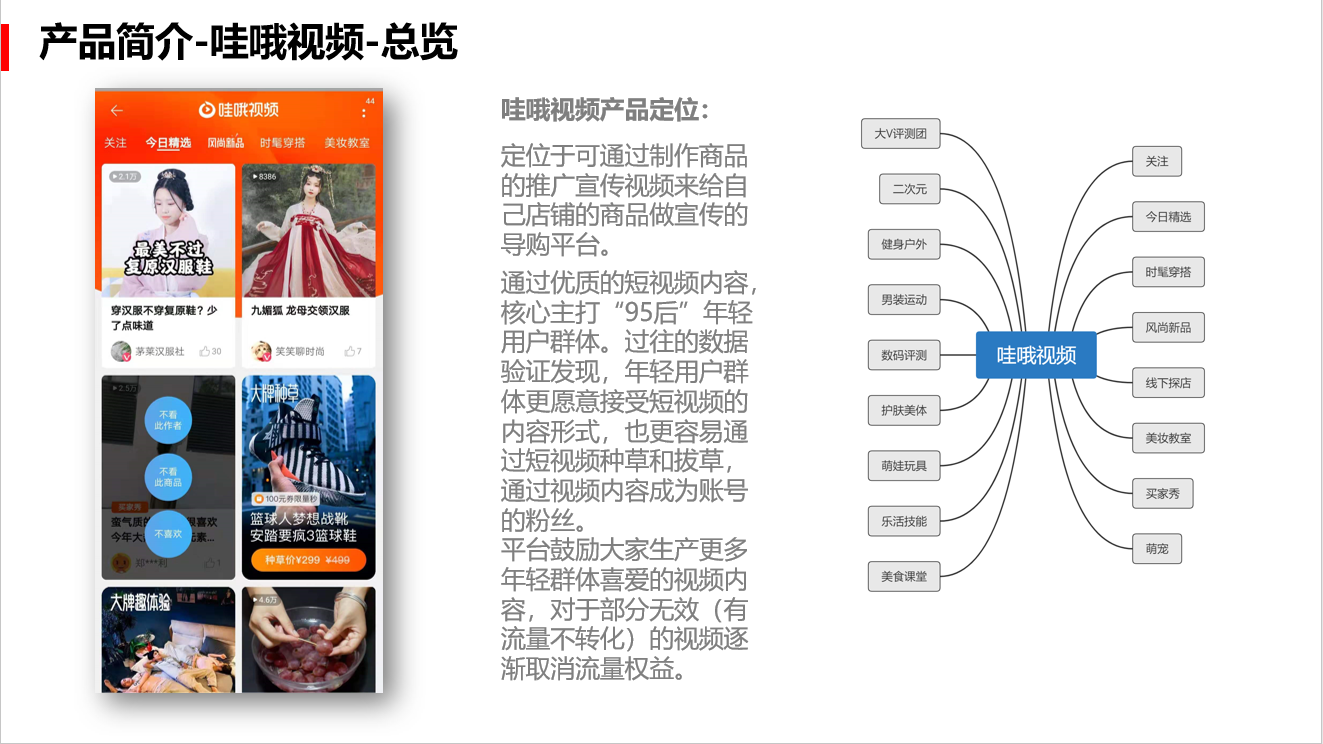 产品简介-哇哦视频-总览
44
哇哦视频
关注 今日精选 风尚新品 时髦穿搭 美妆教室
2.1万
最美不过
复原汉服鞋
穿汉服不穿复原鞋？少
了点味道
茅莱汉服社 30
8386
九媚狐 龙母交领汉服
笑笑聊时尚 7
2.5万
不看
此作者
不看
此商品
不喜欢
买家秀
1
大牌种草
100元券限量秒
篮球人梦想战靴
安踏要疯3篮球鞋
种草价¥299 ¥499
大牌趣体验
4.6万
哇哦视频产品定位：
定位于可通过制作商品
的推广宣传视频来给自
己店铺的商品做宣传的
导购平台。
通过优质的短视频内容，
核心主打“95后”年轻
用户群体。过往的数据
验证发现，年轻用户群
体更愿意接受短视频的
内容形式，也更容易通
过短视频种草和拔草，
通过视频内容成为账号
的粉丝。
平台鼓励大家生产更多
年轻群体喜爱的视频内
容，对于部分无效（有
流量不转化）的视频逐
渐取消流量权益。
大V评测团
二次元
健身户外
男装运动
数码评测
护肤美体
萌娃玩具
乐活技能
美食课堂
哇哦视频
关注
今日精选
时髦穿搭
风尚新品
线下探店
美妆教室
买家秀
萌宠